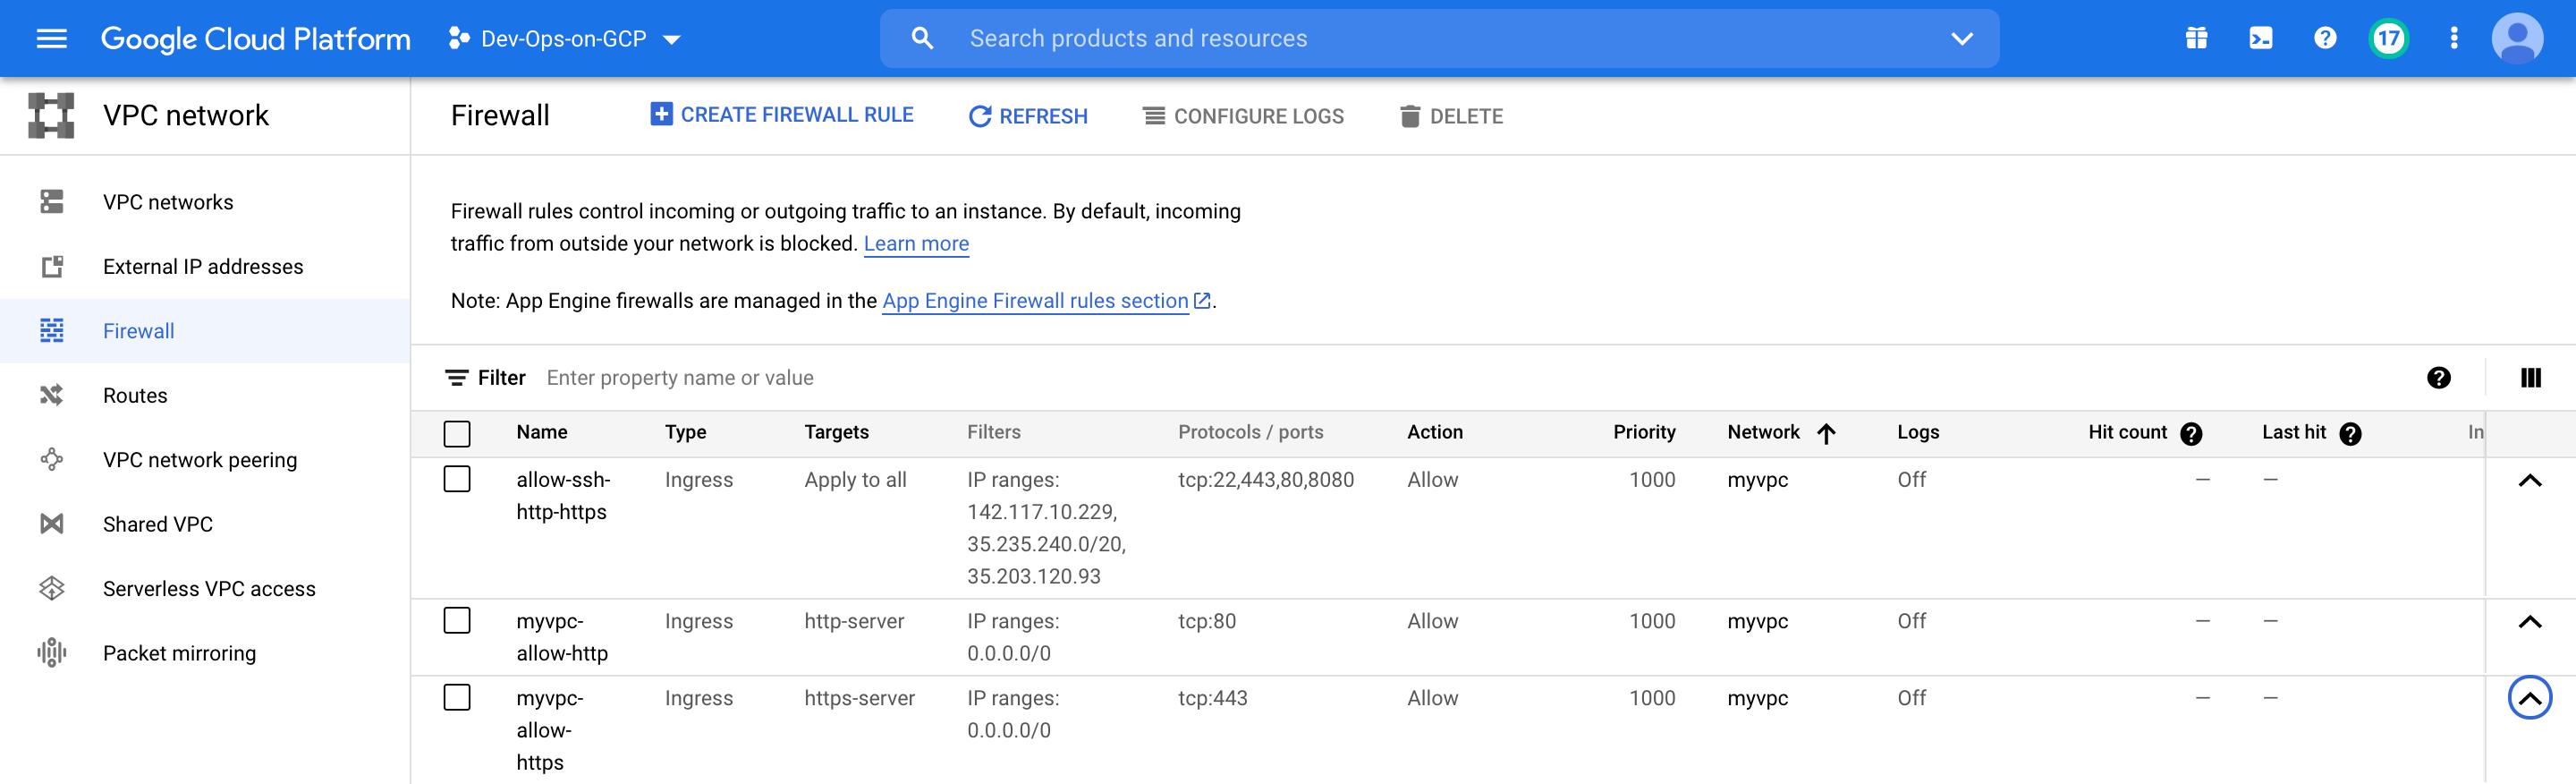 Google Cloud Platform
Dev-Ops-on-GCP
Search products and resources
17
VPC network
Firewall
CREATE FIREWALL RULE
REFRESH
CONFIGURE LOGS
DELETE
VPC networks
External IP addresses
Firewall
Routes
VPC network peering
Shared VPC
Serverless VPC access
Packet mirroring
Firewall rules control incoming or outgoing traffic to an instance. By default, incoming
traffic from outside your network is blocked. Learn more
Note: App Engine firewalls are managed in the App Engine Firewall rules section.
Filter Enter property name or value
Name Type Targets Filters Protocols / ports Action Priority Network Logs Hit count Last hit In
allow-ssh- Ingress Apply to all IP ranges: tcp:22,443,80,8080 Allow 1000 myvpc Off — —
http-https 142.117.10.229,
35.235.240.0/20,
35.203.120.93
myvpc- Ingress http-server IP ranges: tcp:80 Allow 1000 myvpc Off — —
allow-http 0.0.0.0/0
myvpc- Ingress https-server IP ranges: tcp:443 Allow 1000 myvpc Off — —
allow- 0.0.0.0/0
https